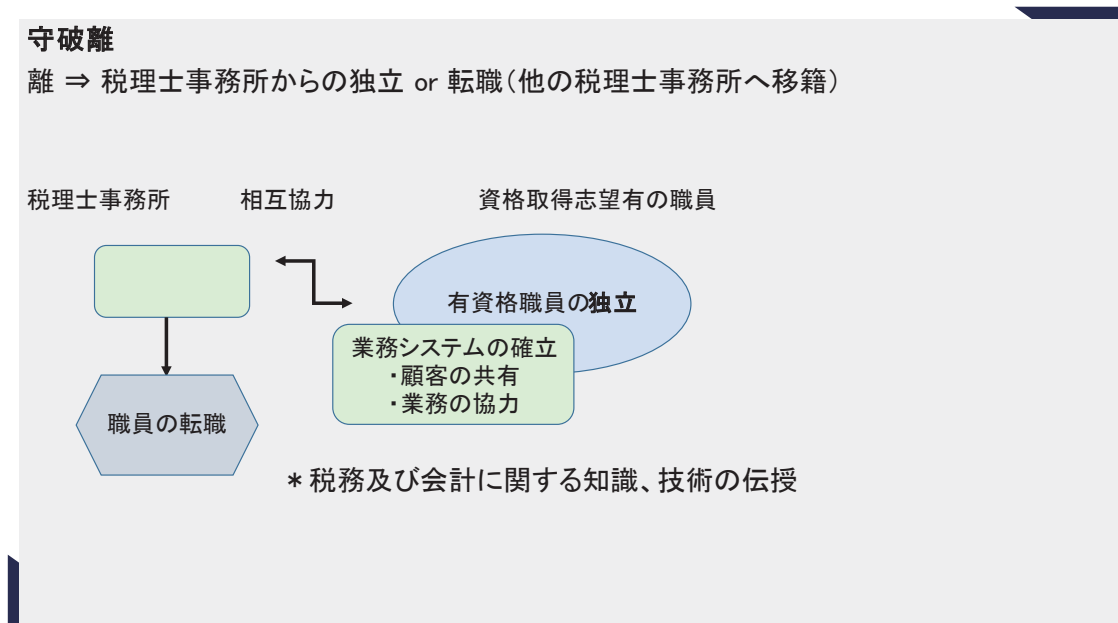 守破離
離 ⇒ 税理士事務所からの独立 or 転職(他の税理士事務所へ移籍)
税理士事務所 相互協力 資格取得志望有の職員
有資格職員の独立
業務システムの確立
・顧客の共有
・業務の協力
職員の転職
*税務及び会計に関する知識、技術の伝授